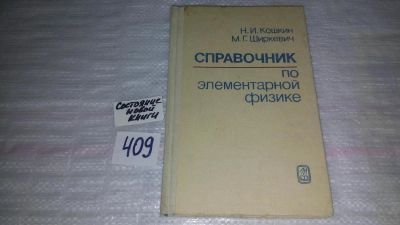 Н.И. Кошкин
М.Г. Ширкевич
СПРАВОЧНИК
по
элементарной
физике
Состояние
новой
книги
409